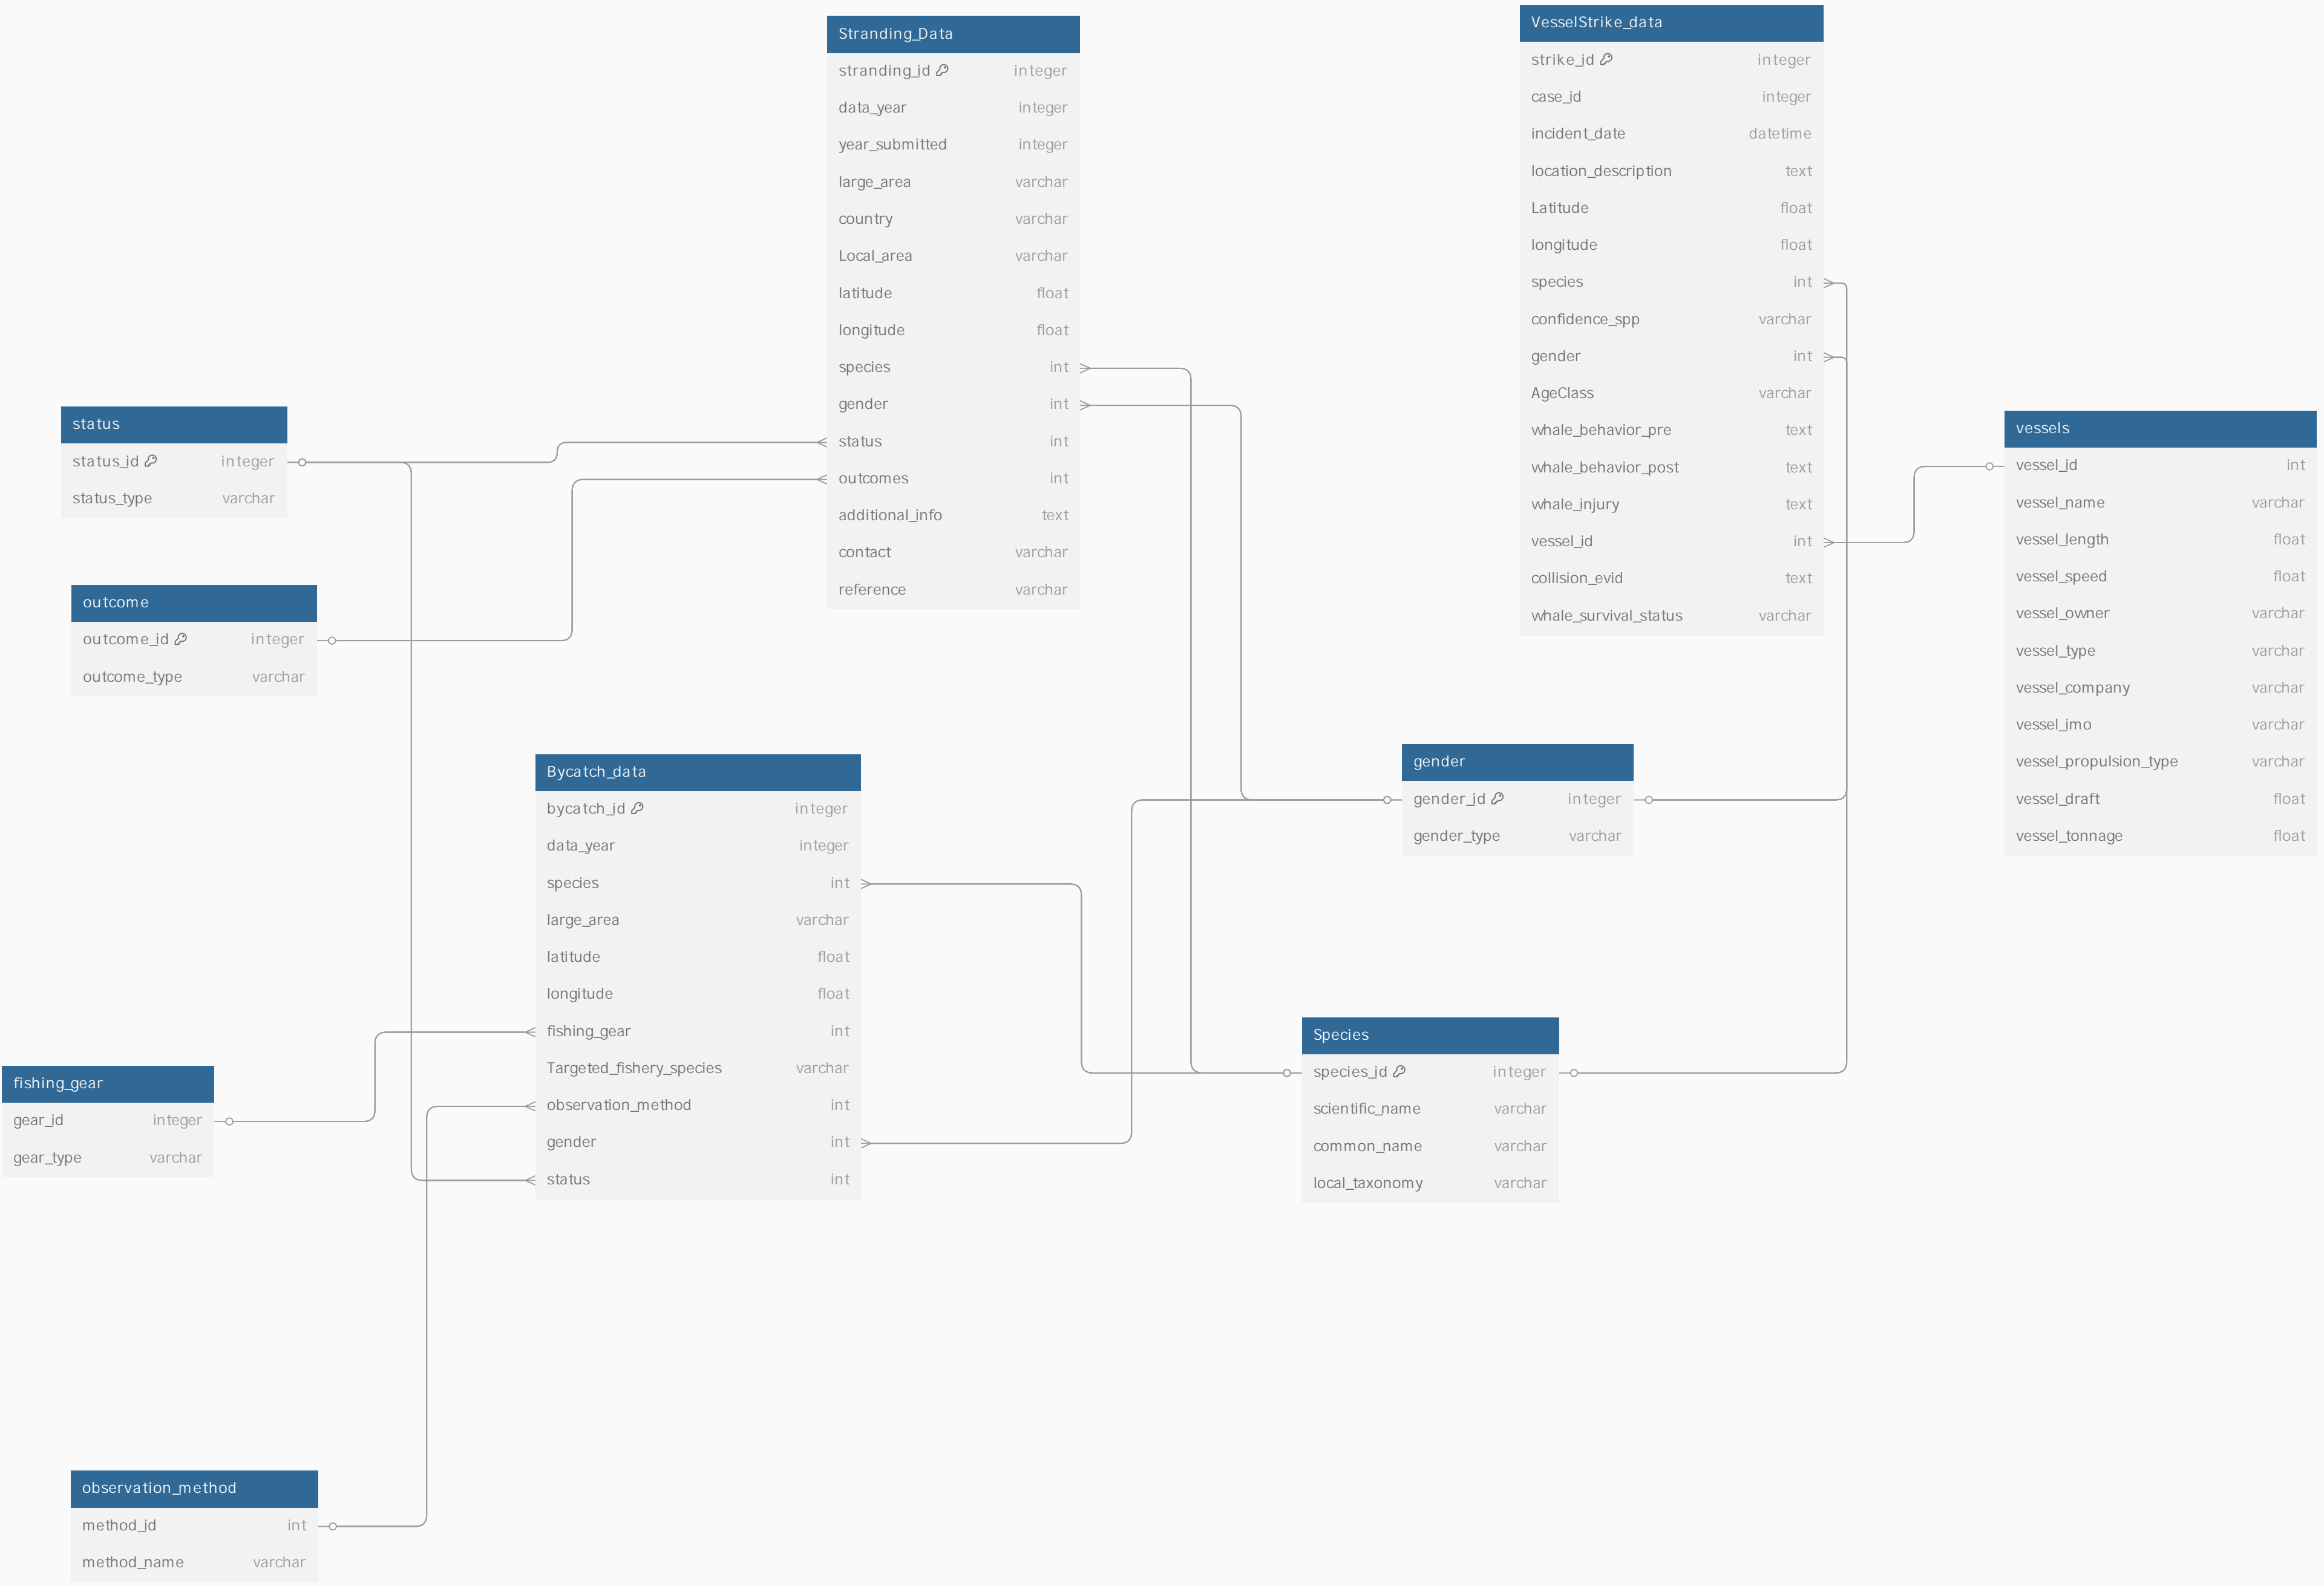 Stranding_Data
stranding_id integer
data_year integer
year_submitted integer
large_area varchar
country varchar
Local_area varchar
latitude float
longitude float
species int
gender int
status int
outcomes int
additional_info text
contact varchar
reference varchar
VesselStrike_data
strike_id integer
case_id integer
incident_date datetime
location_description text
Latitude float
longitude float
species int
confidence_spp varchar
gender int
AgeClass varchar
whale_behavior_pre text
whale_behavior_post text
whale_injury text
vessel_id int
collision_evid text
whale_survival_status varchar
status
status_id integer
status_type varchar
vessels
vessel_id int
vessel_name varchar
vessel_length float
vessel_speed float
vessel_owner varchar
vessel_type varchar
vessel_company varchar
vessel_imo varchar
vessel_propulsion_type varchar
vessel_draft float
vessel_tonnage float
outcome
outcome_id integer
outcome_type varchar
Bycatch_data
bycatch_id integer
data_year integer
species int
large_area varchar
latitude float
longitude float
fishing_gear int
Targeted_fishery_species varchar
observation_method int
gender int
status int
gender
gender_id integer
gender_type varchar
fishing_gear
gear_id integer
gear_type varchar
Species
species_id integer
scientific_name varchar
common_name varchar
local_taxonomy varchar
observation_method
method_id int
method_name varchar